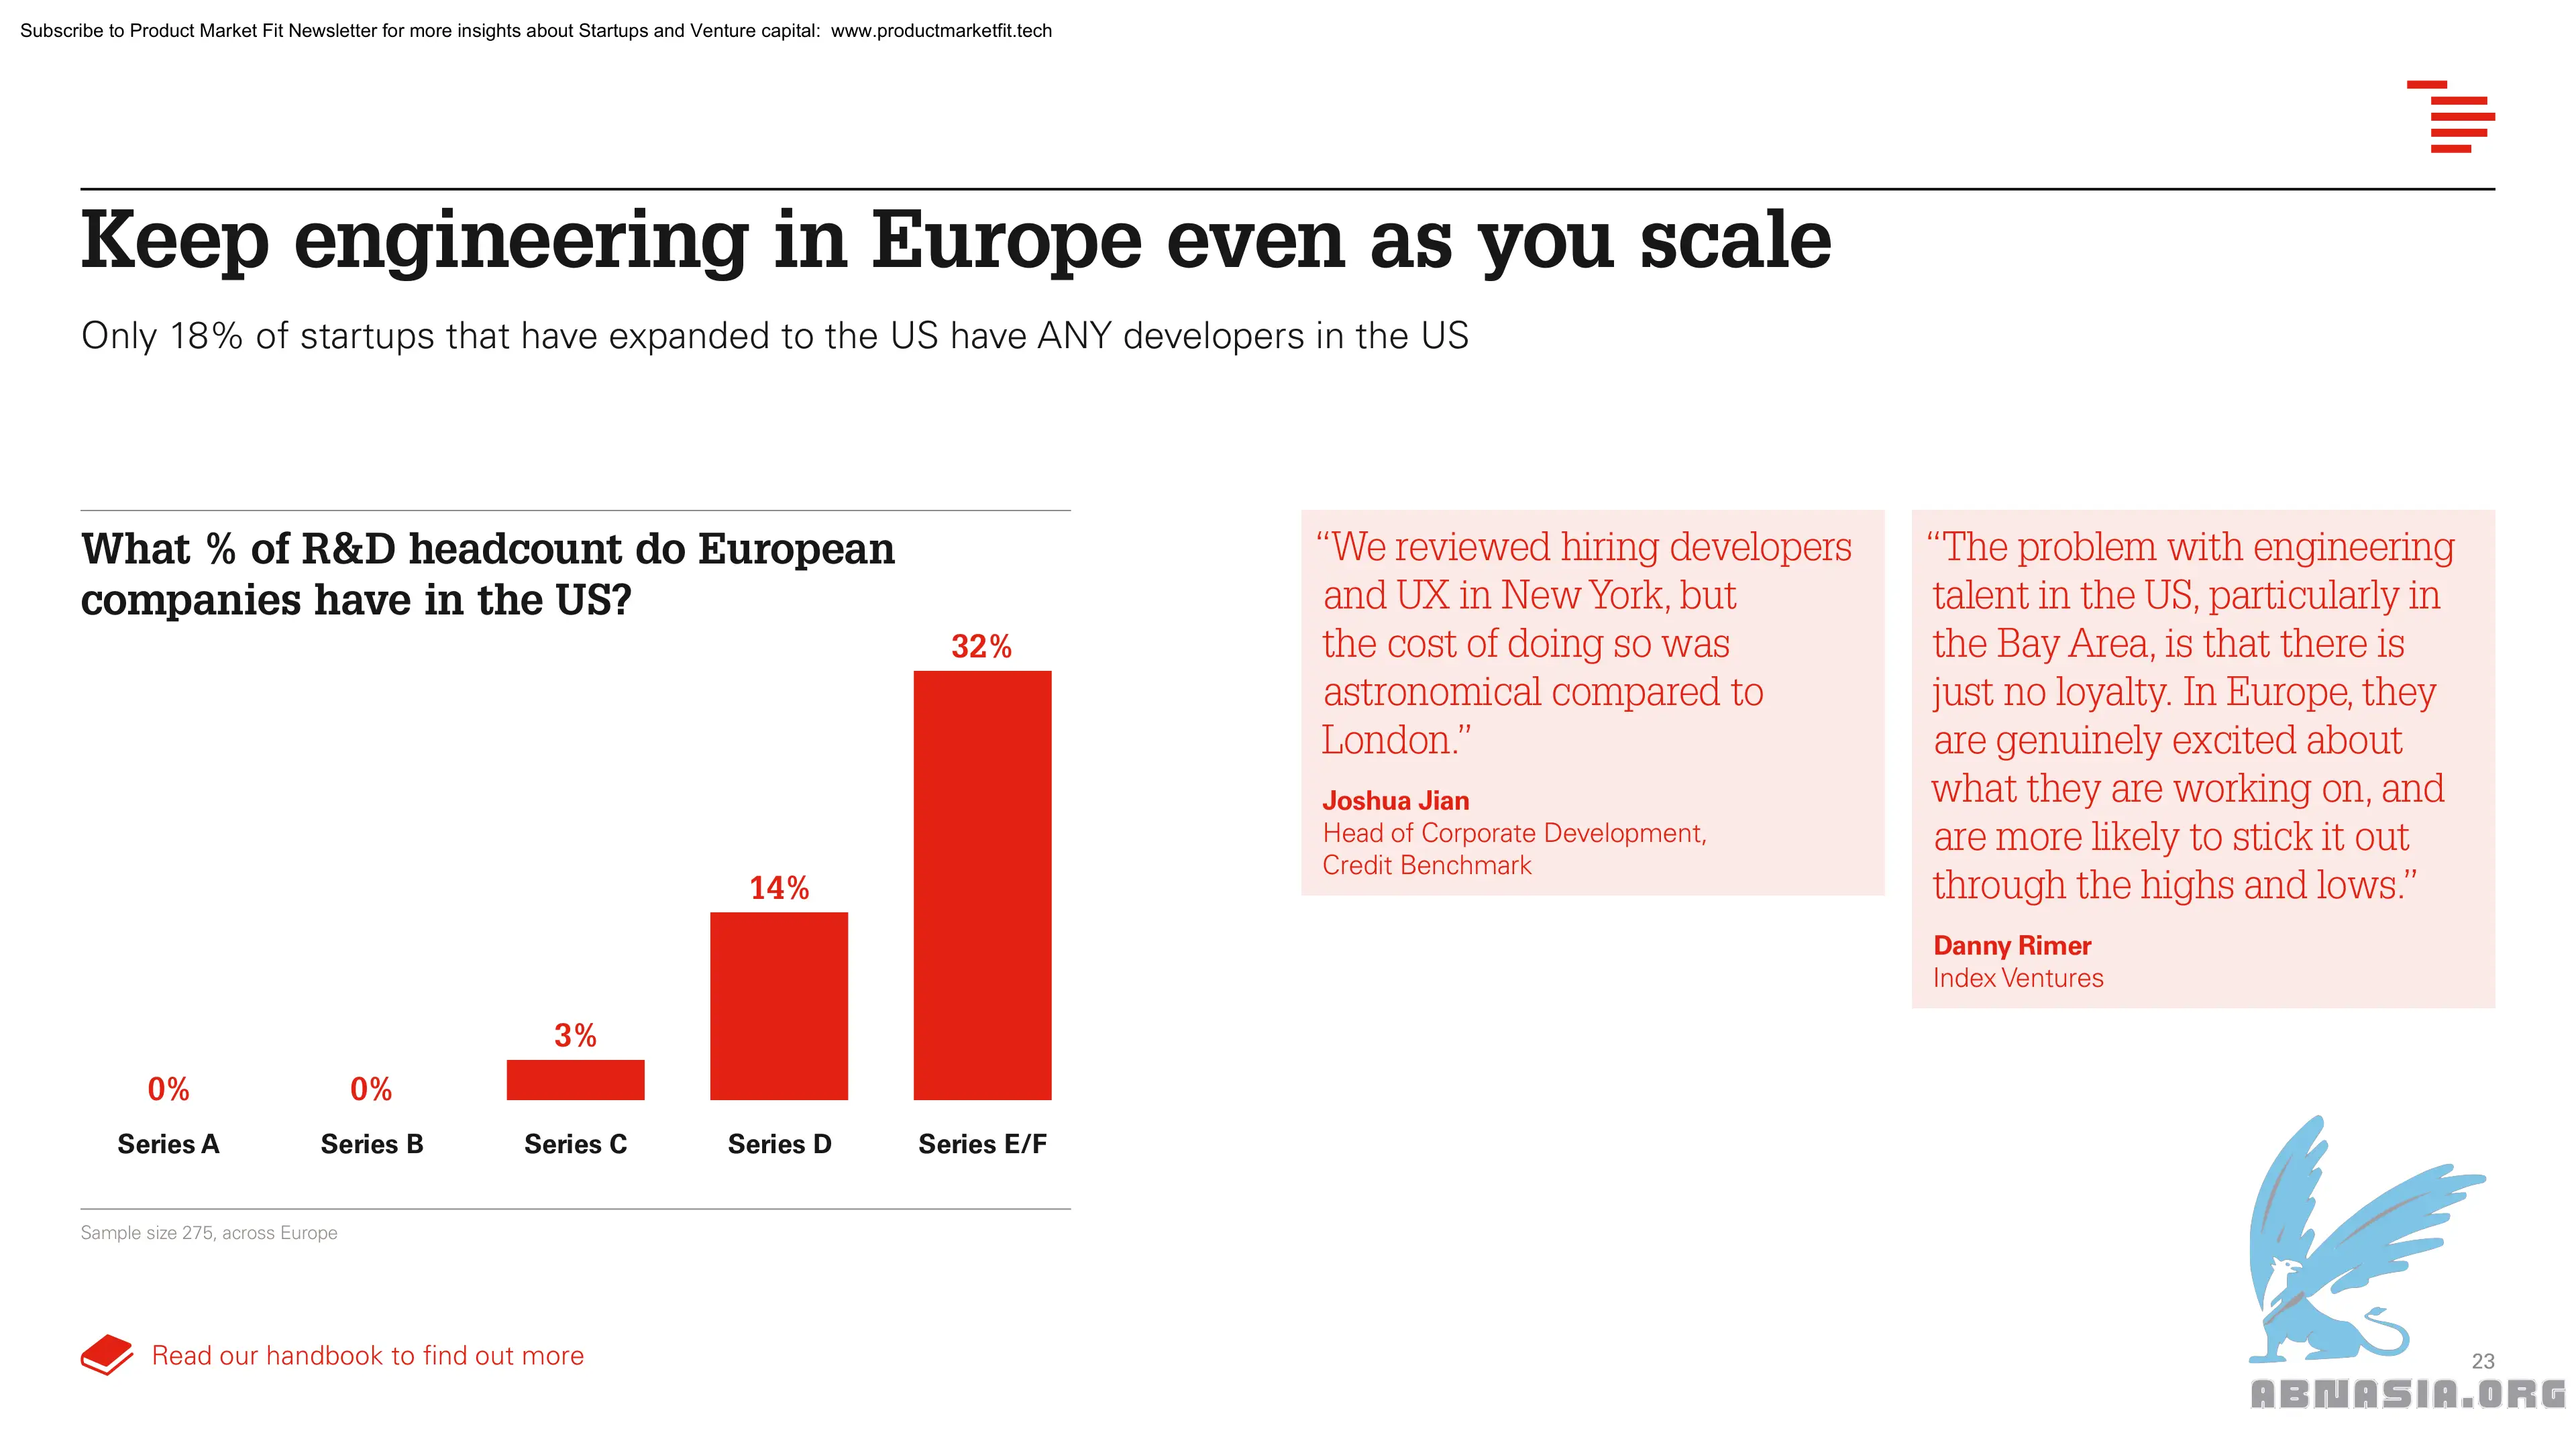 Subscribe to Product Market Fit Newsletter for more insights about Startups and Venture capital:  www.productmarketfit.tech
Keep engineering in Europe even as you scale
Only 18% of startups that have expanded to the US have ANY developers in the US
What % of R&D headcount do European
companies have in the US?
32%
14%
3%
0%
0%
Series A
Series B
Series C
Series D
Series E/F
Sample size 275, across Europe
“We reviewed hiring developers
and UX in New York, but
the cost of doing so was
astronomical compared to
London.”
Joshua Jian
Head of Corporate Development,
Credit Benchmark
“The problem with engineering
talent in the US, particularly in
the Bay Area, is that there is
just no loyalty. In Europe, they
are genuinely excited about
what they are working on, and
are more likely to stick it out
through the highs and lows.”
Danny Rimer
Index Ventures
Read our handbook to find out more
23
ABNASIA.ORG